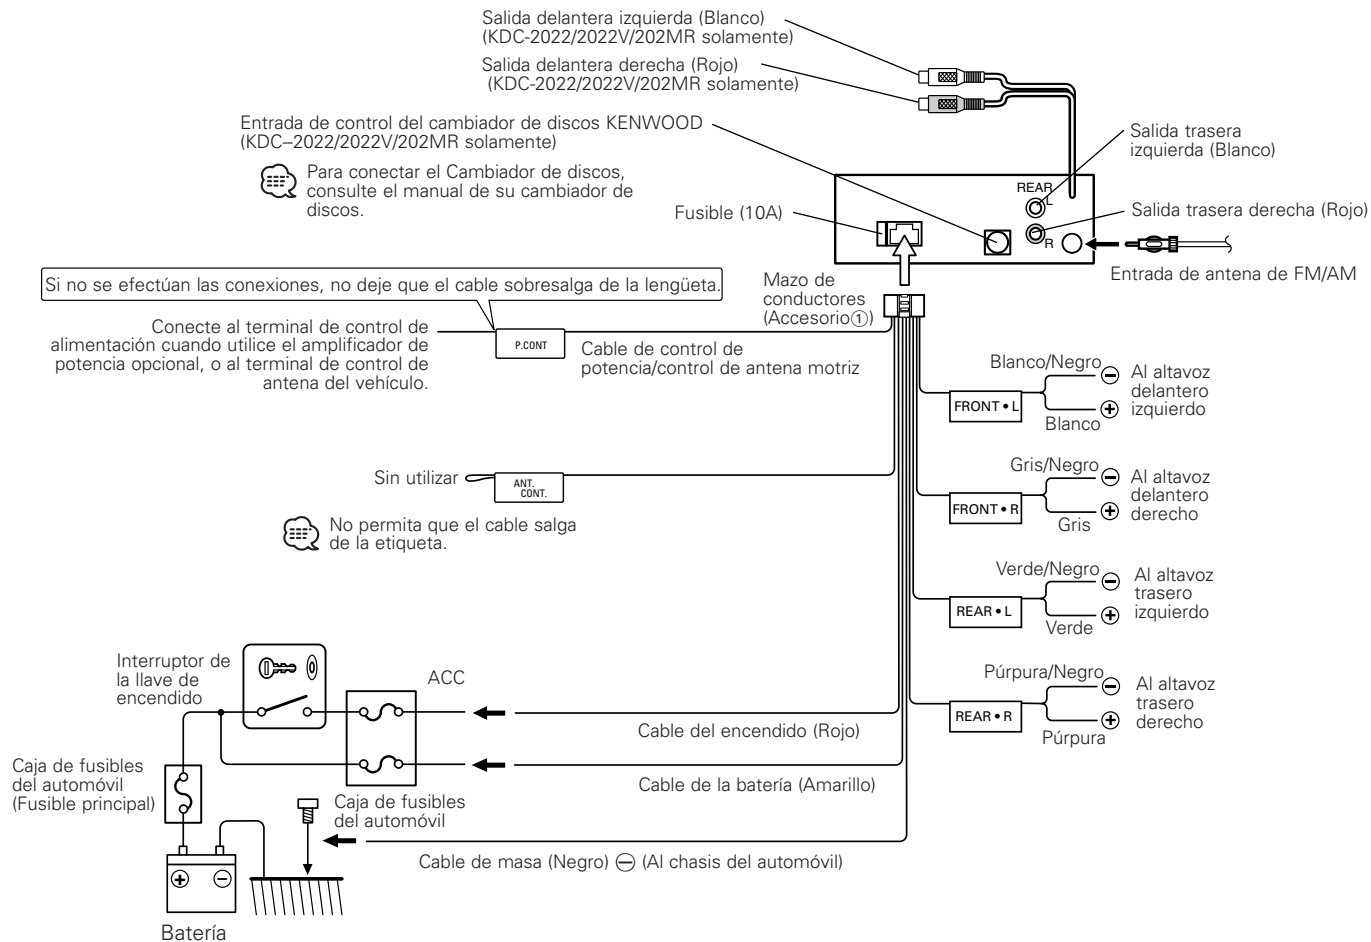 Salida delantera izquierda (Blanco)
(KDC-2022/2022V/202MR solamente)
Salida delantera derecha (Rojo)
(KDC-2022/2022V/202MR solamente)
Entrada de control del cambiador de discos KENWOOD
(KDC–2022/2022V/202MR solamente)
Para conectar el Cambiador de discos,
consulte el manual de su cambiador de
discos.
Fusible (10A)
REAR
L
R
Salida trasera
izquierda (Blanco)
Salida trasera derecha (Rojo)
Entrada de antena de FM/AM
Si no se efectúan las conexiones, no deje que el cable sobresalga de la lengüeta.
Mazo de
conductores
(Accesorio①)
Conecte al terminal de control de
alimentación cuando utilice el amplificador de
potencia opcional, o al terminal de control de
antena del vehículo.
P.CONT
Cable de control de
potencia/control de antena motriz
Blanco/Negro
FRONT • L
Blanco
⊖ Al altavoz
delantero
⊕ izquierdo
Sin utilizar
ANT.
CONT.
No permita que el cable salga
de la etiqueta.
Gris/Negro
FRONT • R
Gris
⊖ Al altavoz
delantero
⊕ derecho
Verde/Negro
REAR • L
Verde
⊖ Al altavoz
trasero
⊕ izquierdo
Púrpura/Negro
REAR • R
Púrpura
⊖ Al altavoz
trasero
⊕ derecho
Interruptor de
la llave de
encendido
ACC
Cable del encendido (Rojo)
Cable de la batería (Amarillo)
Caja de fusibles
del automóvil
(Fusible principal)
Caja de fusibles
del automóvil
Cable de masa (Negro) ⊖ (Al chasis del automóvil)
⊕ ⊖
Batería